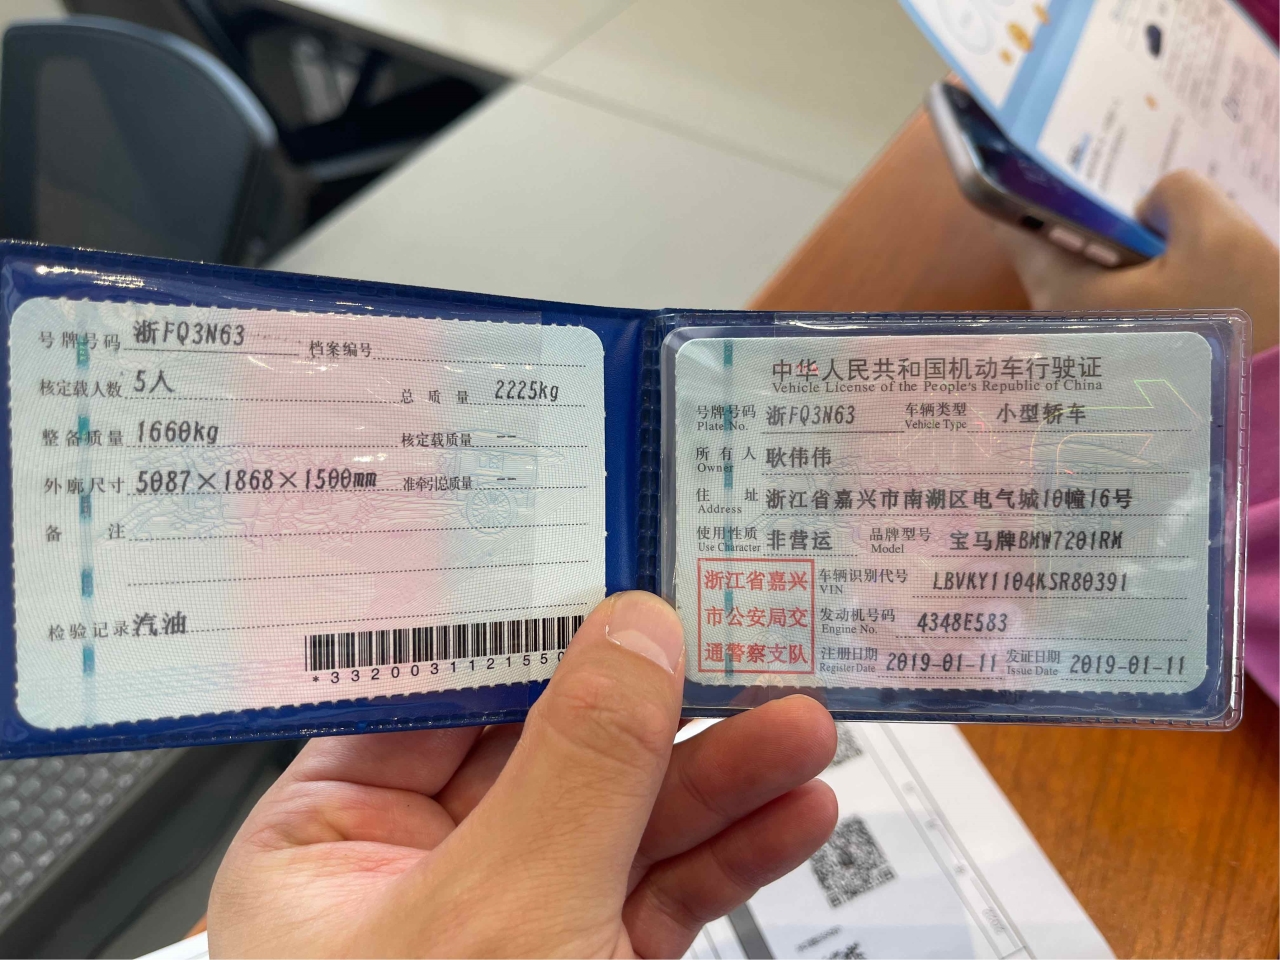 号牌号码 浙FQ3N63 档案编号
核定载人数 5人 总质量 2225kg
整备质量 1660kg 核定载质量 --
外廓尺寸 5087×1868×1500mm 准牵引总质量 --
备注
检验记录 汽油
*332003112155
中华人民共和国机动车行驶证
Vehicle License of the People's Republic of China
号牌号码 浙FQ3N63 车辆类型 小型轿车
Plate No. Vehicle Type
所有人 耿伟伟
Owner
住址 浙江省嘉兴市南湖区电气城10幢16号
Address
使用性质 非营运 品牌型号 宝马牌BMW7201RM
Use Character Model
浙江省嘉兴
市公安局交
通警察支队
车辆识别代号 LBVKY1104KSR80391
VIN
发动机号码 4348E583
Engine No.
注册日期 2019-01-11 发证日期 2019-01-11
Register Date Issue Date